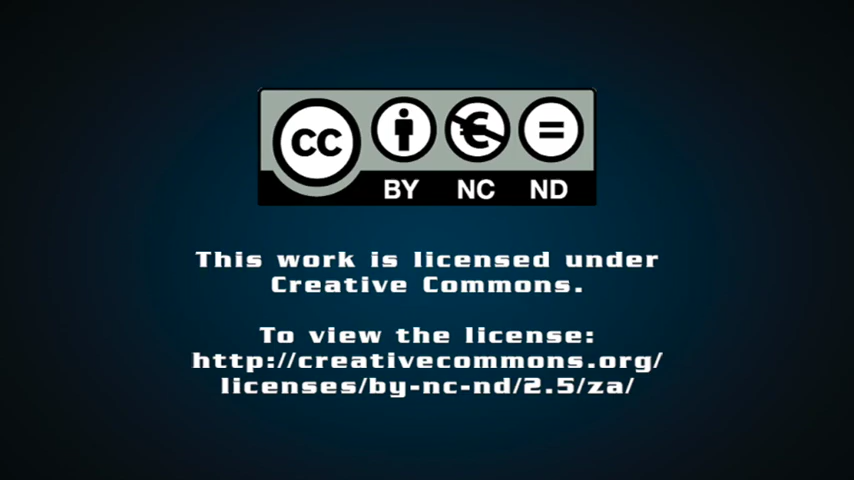 CC
BY NC ND
This work is licensed under
Creative Commons.
To view the license:
http://creativecommons.org/
licenses/by-nc-nd/2.5/za/